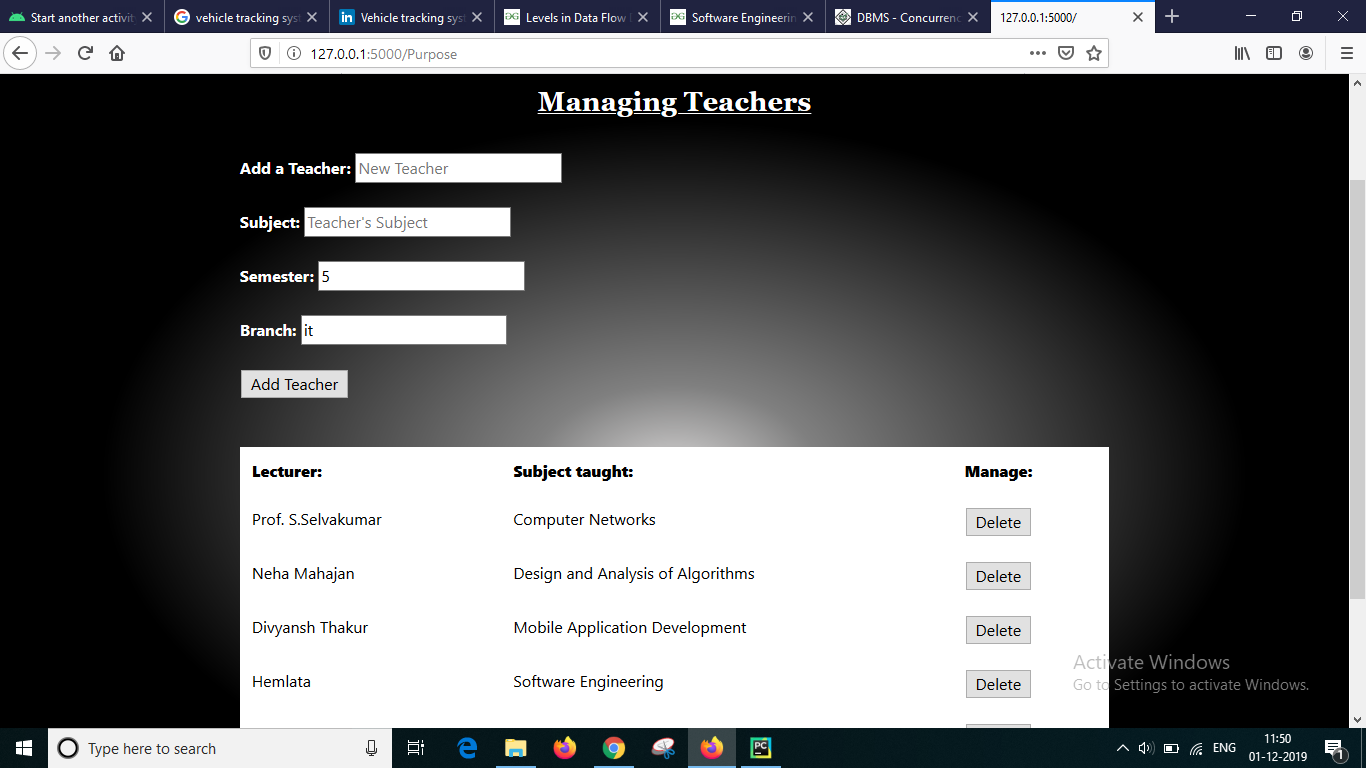 Start another activit
vehicle tracking sys
Vehicle tracking sys
Levels in Data Flow
Software Engineerin
DBMS - Concurrenc
127.0.0.1:5000/
127.0.0.1:5000/Purpose
Managing Teachers
Add a Teacher: New Teacher
Subject: Teacher's Subject
Semester: 5
Branch: it
Add Teacher
Lecturer: Subject taught: Manage:
Prof. S.Selvakumar Computer Networks Delete
Neha Mahajan Design and Analysis of Algorithms Delete
Divyansh Thakur Mobile Application Development Delete
Hemlata Software Engineering Delete
Activate Windows
Go to Settings to activate Windows.
Type here to search
PC
ENG
11:50
01-12-2019
1